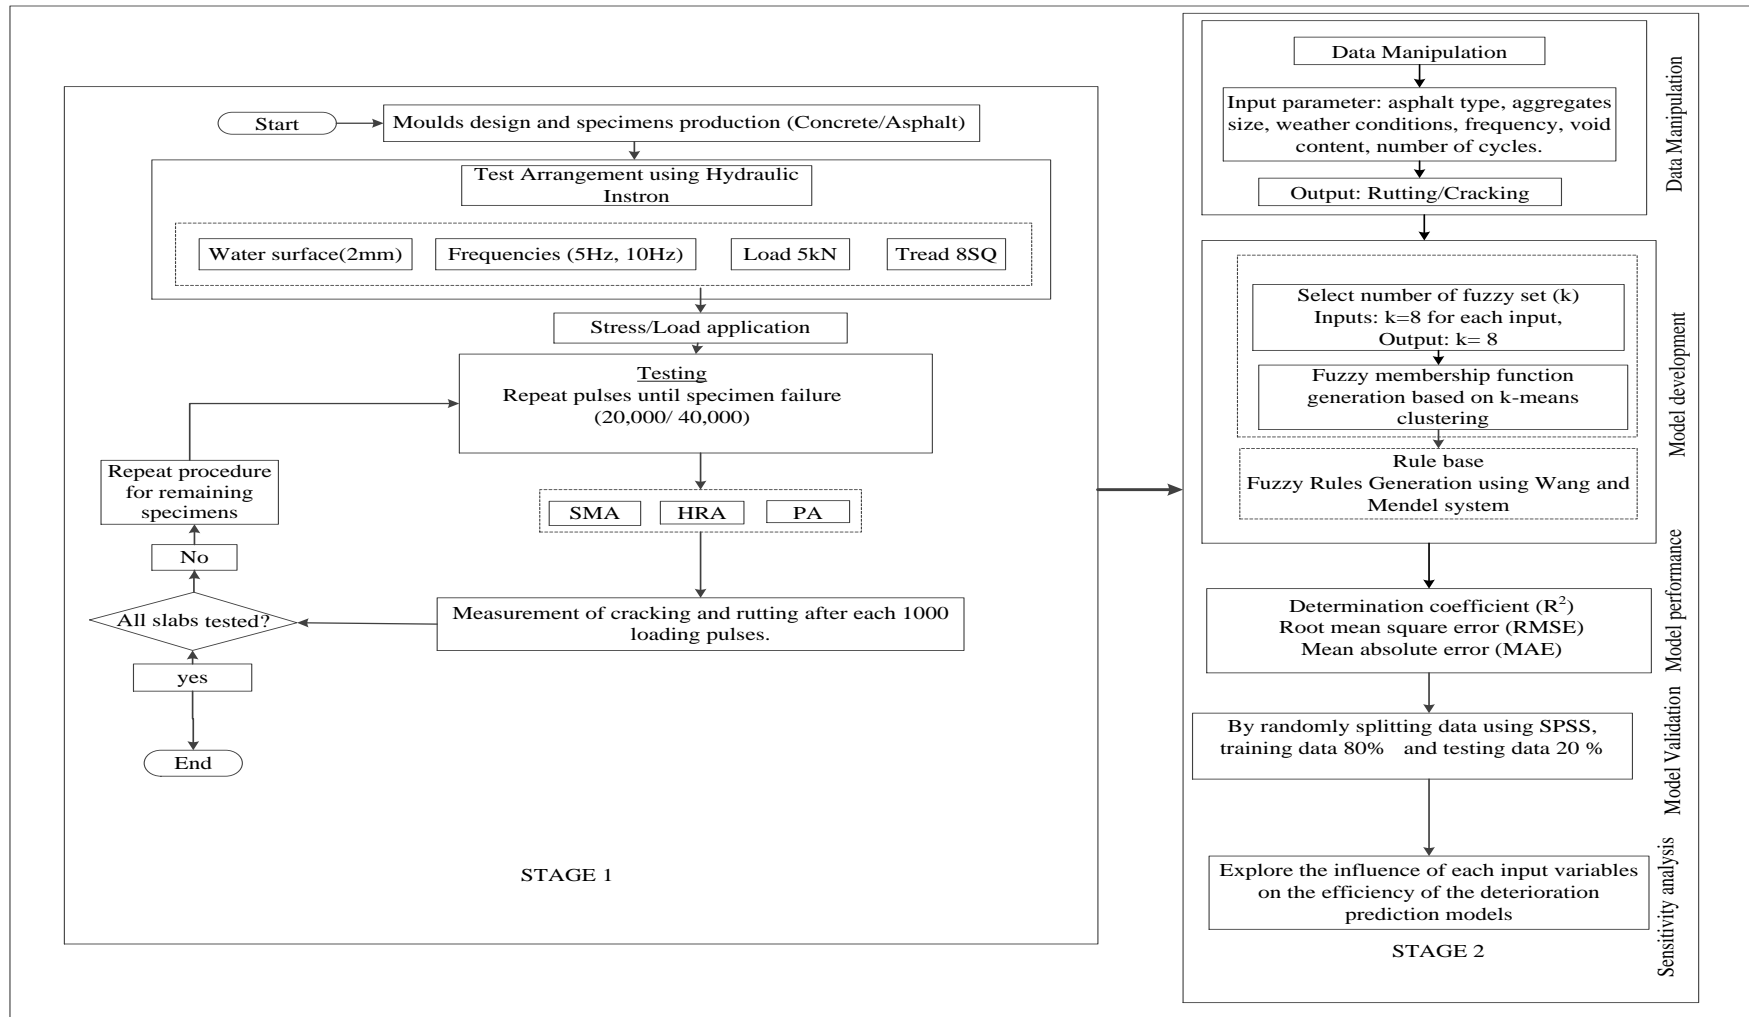 Start
Moulds design and specimens production (Concrete/Asphalt)
Test Arrangement using Hydraulic
Instron
Water surface(2mm)
Frequencies (5Hz, 10Hz)
Load 5kN
Tread 8SQ
Stress/Load application
Testing
Repeat pulses until specimen failure
(20,000/ 40,000)
SMA
HRA
PA
Measurement of cracking and rutting after each 1000
loading pulses.
All slabs tested?
No
Repeat procedure
for remaining
specimens
yes
End
STAGE 1
Data Manipulation
Input parameter: asphalt type, aggregates
size, weather conditions, frequency, void
content, number of cycles.
Output: Rutting/Cracking
Data Manipulation
Select number of fuzzy set (k)
Inputs: k=8 for each input,
Output: k= 8
Fuzzy membership function
generation based on k-means
clustering
Rule base
Fuzzy Rules Generation using Wang and
Mendel system
Model development
Determination coefficient (R²)
Root mean square error (RMSE)
Mean absolute error (MAE)
Model performance
By randomly splitting data using SPSS,
training data 80% and testing data 20 %
Model Validation
Explore the influence of each input variables
on the efficiency of the deterioration
prediction models
Sensitivity analysis
STAGE 2